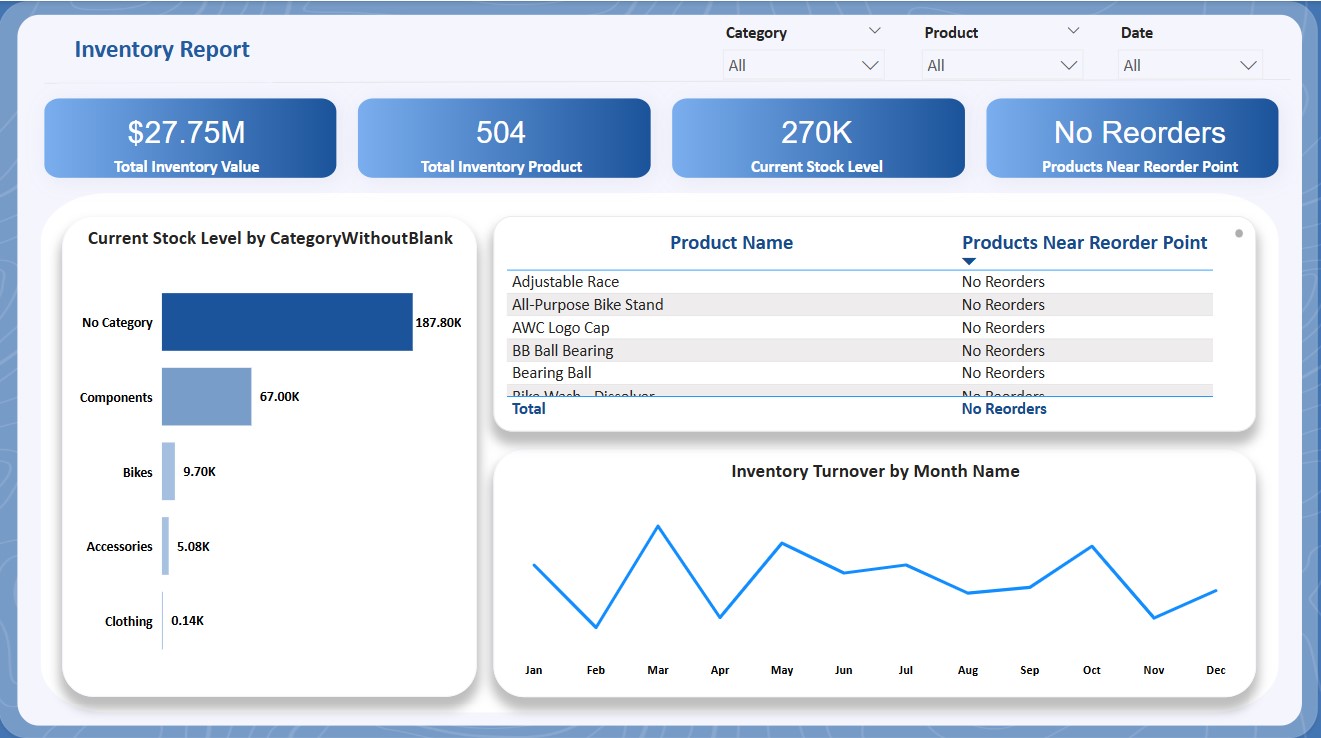 Inventory Report
Category
Product
Date
All
All
All
$27.75M
Total Inventory Value
504
Total Inventory Product
270K
Current Stock Level
No Reorders
Products Near Reorder Point
Current Stock Level by CategoryWithoutBlank
No Category 187.80K
Components 67.00K
Bikes 9.70K
Accessories 5.08K
Clothing 0.14K
Product Name Products Near Reorder Point
Adjustable Race No Reorders
All-Purpose Bike Stand No Reorders
AWC Logo Cap No Reorders
BB Ball Bearing No Reorders
Bearing Ball No Reorders
Bike Wash - Dissolver No Reorders
Total No Reorders
Inventory Turnover by Month Name
Jan Feb Mar Apr May Jun Jul Aug Sep Oct Nov Dec